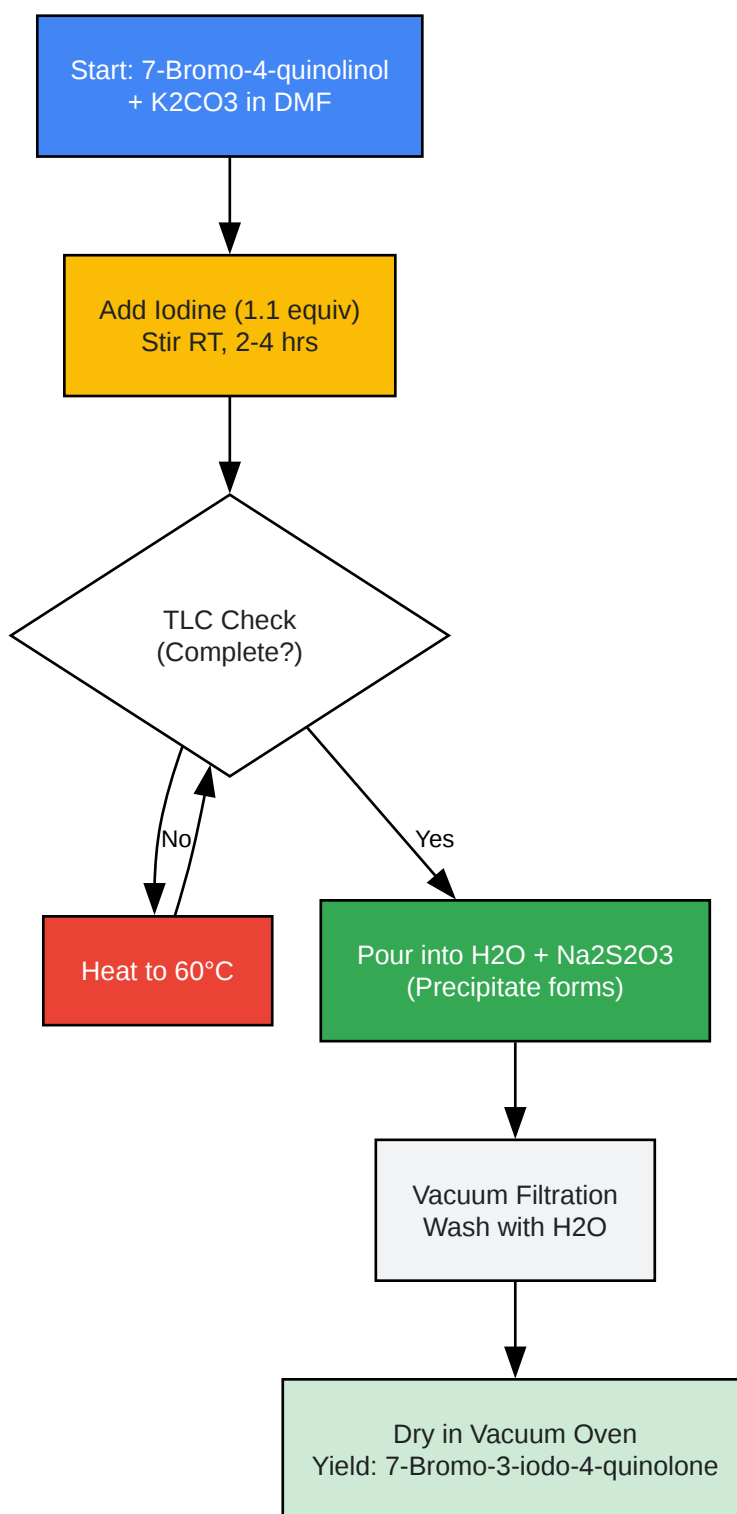 Start: 7-Bromo-4-quinolinol
+ K2CO3 in DMF
Add Iodine (1.1 equiv)
Stir RT, 2-4 hrs
TLC Check
(Complete?)
No
Yes
Heat to 60°C
Pour into H2O + Na2S2O3
(Precipitate forms)
Vacuum Filtration
Wash with H2O
Dry in Vacuum Oven
Yield: 7-Bromo-3-iodo-4-quinolone